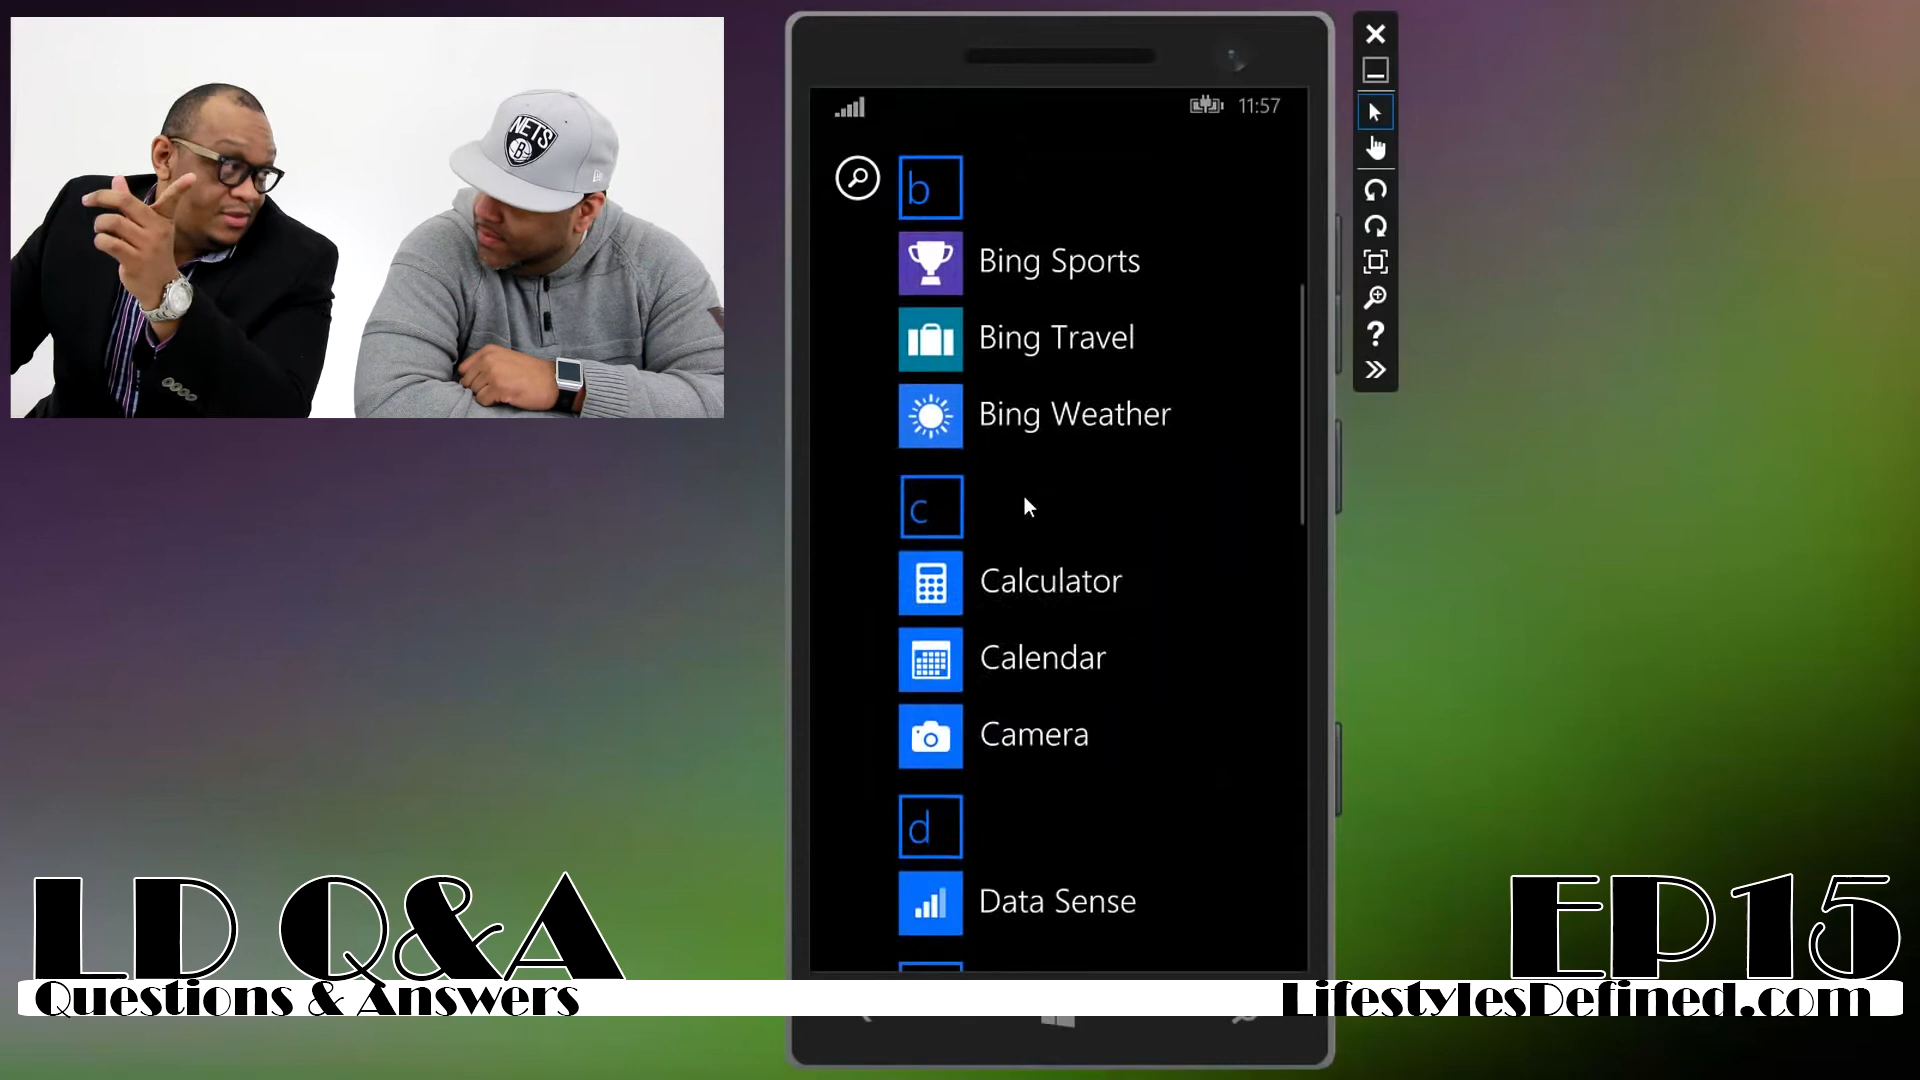 NETS
B
11:57
b
Bing Sports
Bing Travel
Bing Weather
c
Calculator
Calendar
Camera
d
Data Sense
?
LD Q&A
EP15
Questions & Answers
LifestylesDefined.com